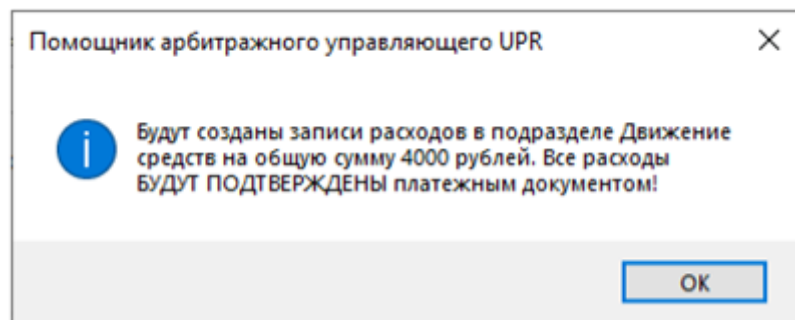 Помощник арбитражного управляющего UPR
Будут созданы записи расходов в подразделе Движение
средств на общую сумму 4000 рублей. Все расходы
БУДУТ ПОДТВЕРЖДЕНЫ платежным документом!
ОК